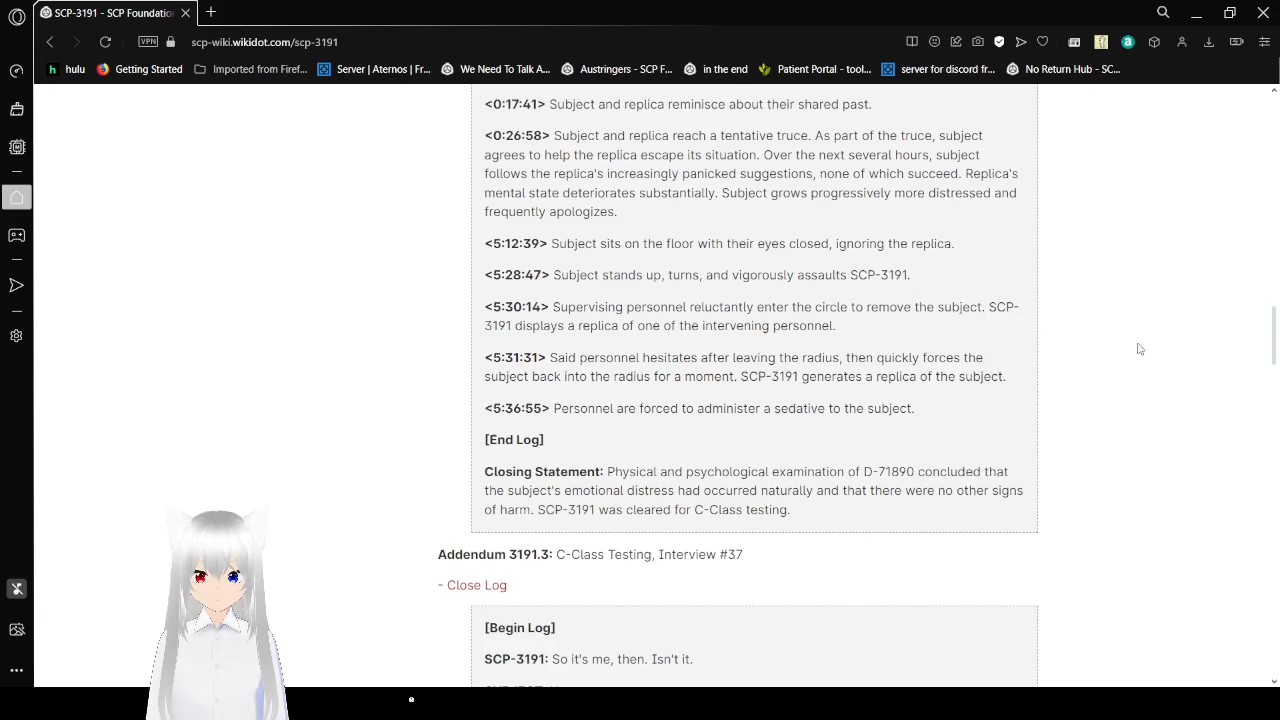 SCP-3191 - SCP Foundatio
VPN
scp-wiki.wikidot.com/scp-3191
hulu
Getting Started
Imported from Firef...
Server | Aternos | Fr...
We Need To Talk A...
Austringers - SCP F...
in the end
Patient Portal - tool...
server for discord fr...
No Return Hub - SC...
<0:17:41> Subject and replica reminisce about their shared past.
<0:26:58> Subject and replica reach a tentative truce. As part of the truce, subject
agrees to help the replica escape its situation. Over the next several hours, subject
follows the replica's increasingly panicked suggestions, none of which succeed. Replica's
mental state deteriorates substantially. Subject grows progressively more distressed and
frequently apologizes.
<5:12:39> Subject sits on the floor with their eyes closed, ignoring the replica.
<5:28:47> Subject stands up, turns, and vigorously assaults SCP-3191.
<5:30:14> Supervising personnel reluctantly enter the circle to remove the subject. SCP-
3191 displays a replica of one of the intervening personnel.
<5:31:31> Said personnel hesitates after leaving the radius, then quickly forces the
subject back into the radius for a moment. SCP-3191 generates a replica of the subject.
<5:36:55> Personnel are forced to administer a sedative to the subject.
[End Log]
Closing Statement: Physical and psychological examination of D-71890 concluded that
the subject's emotional distress had occurred naturally and that there were no other signs
of harm. SCP-3191 was cleared for C-Class testing.
Addendum 3191.3: C-Class Testing, Interview #37
- Close Log
[Begin Log]
SCP-3191: So it's me, then. Isn't it.